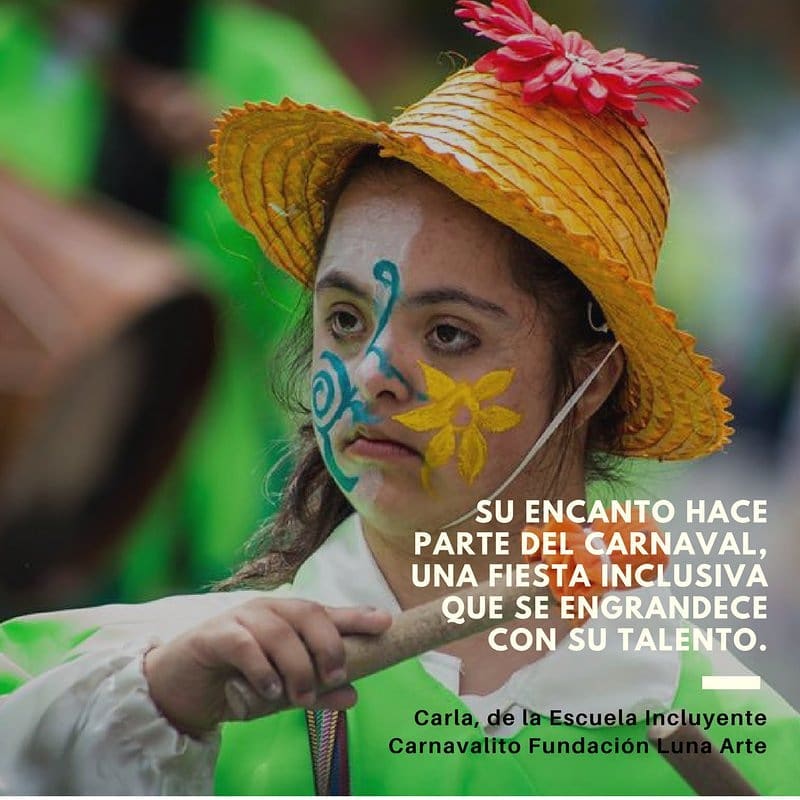 SU ENCANTO HACE
PARTE DEL CARNAVAL,
UNA FIESTA INCLUSIVA
QUE SE ENGRANDECE
CON SU TALENTO.
Carla, de la Escuela Incluyente
Carnavalito Fundación Luna Arte